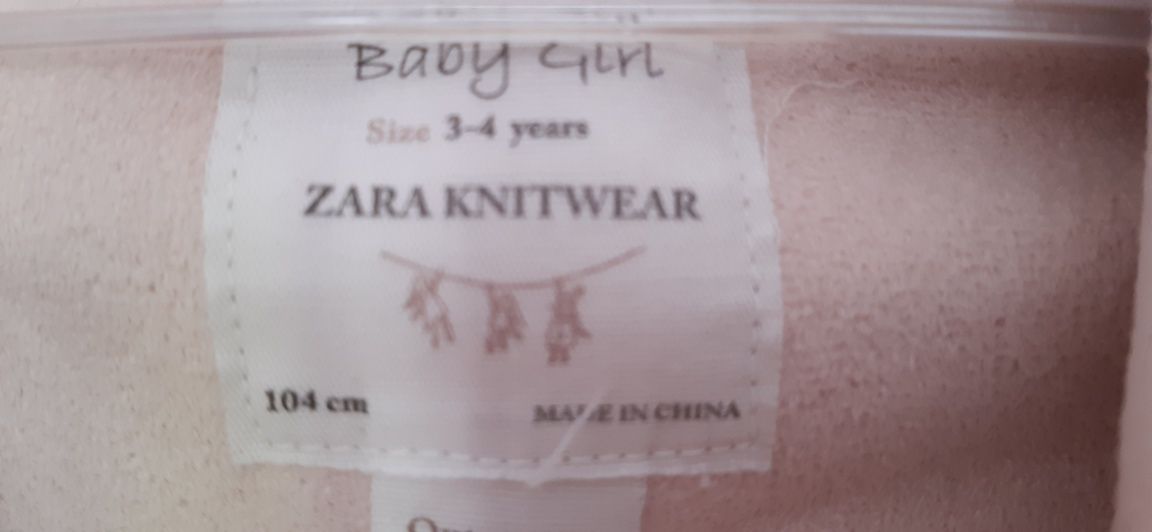 Baby Girl
Size 3-4 years
ZARA KNITWEAR
104 cm
MADE IN CHINA